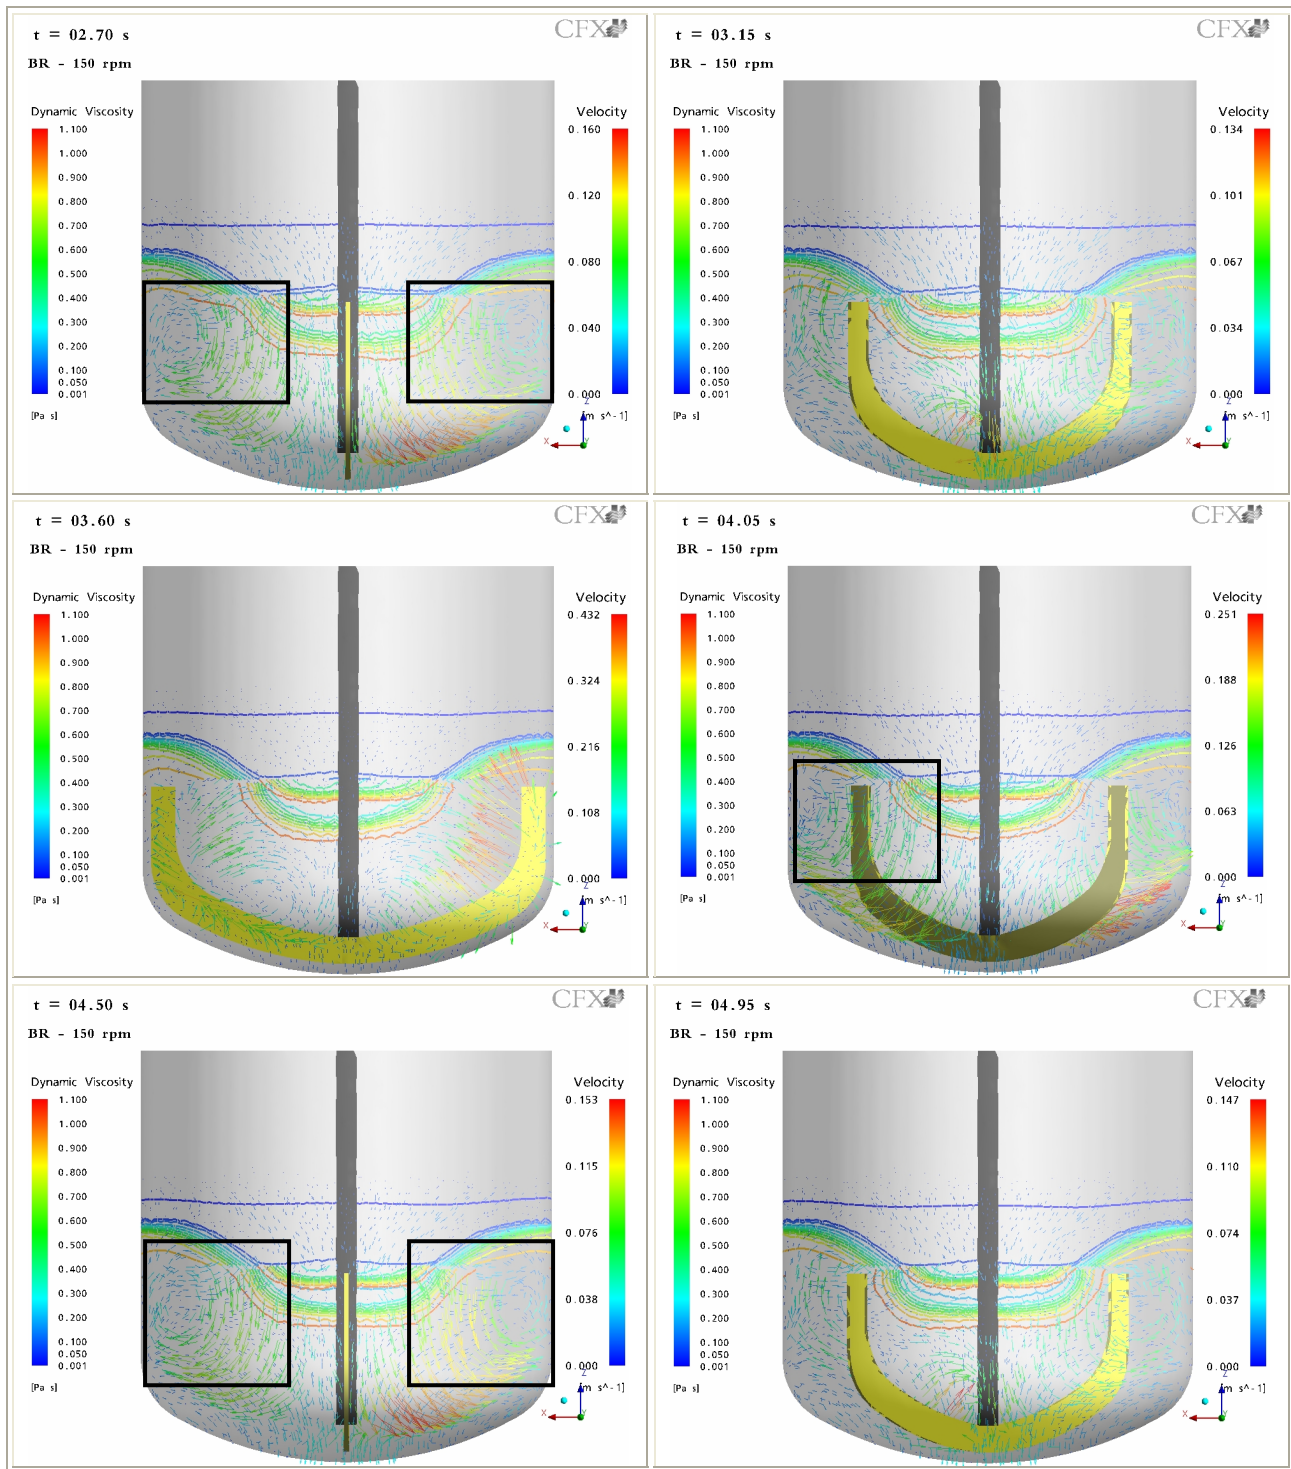 t = 02.70 s
CFX
BR - 150 rpm
Dynamic Viscosity
Velocity
1.100
1.000
0.900
0.800
0.700
0.600
0.500
0.400
0.300
0.200
0.100
0.050
0.001
[Pa s]
0.160
0.120
0.080
0.040
0.000
[m s^-1]
Z
X
Y
t = 03.15 s
CFX
BR - 150 rpm
Dynamic Viscosity
Velocity
1.100
1.000
0.900
0.800
0.700
0.600
0.500
0.400
0.300
0.200
0.100
0.050
0.001
[Pa s]
0.134
0.101
0.067
0.034
0.000
[m s^-1]
Z
X
Y
t = 03.60 s
CFX
BR - 150 rpm
Dynamic Viscosity
Velocity
1.100
1.000
0.900
0.800
0.700
0.600
0.500
0.400
0.300
0.200
0.100
0.050
0.001
[Pa s]
0.432
0.324
0.216
0.108
0.000
[m s^-1]
Z
X
Y
t = 04.05 s
CFX
BR - 150 rpm
Dynamic Viscosity
Velocity
1.100
1.000
0.900
0.800
0.700
0.600
0.500
0.400
0.300
0.200
0.100
0.050
0.001
[Pa s]
0.251
0.188
0.126
0.063
0.000
[m s^-1]
Z
X
Y
t = 04.50 s
CFX
BR - 150 rpm
Dynamic Viscosity
Velocity
1.100
1.000
0.900
0.800
0.700
0.600
0.500
0.400
0.300
0.200
0.100
0.050
0.001
[Pa s]
0.153
0.115
0.076
0.038
0.000
[m s^-1]
Z
X
Y
t = 04.95 s
CFX
BR - 150 rpm
Dynamic Viscosity
Velocity
1.100
1.000
0.900
0.800
0.700
0.600
0.500
0.400
0.300
0.200
0.100
0.050
0.001
[Pa s]
0.147
0.110
0.074
0.037
0.000
[m s^-1]
Z
X
Y